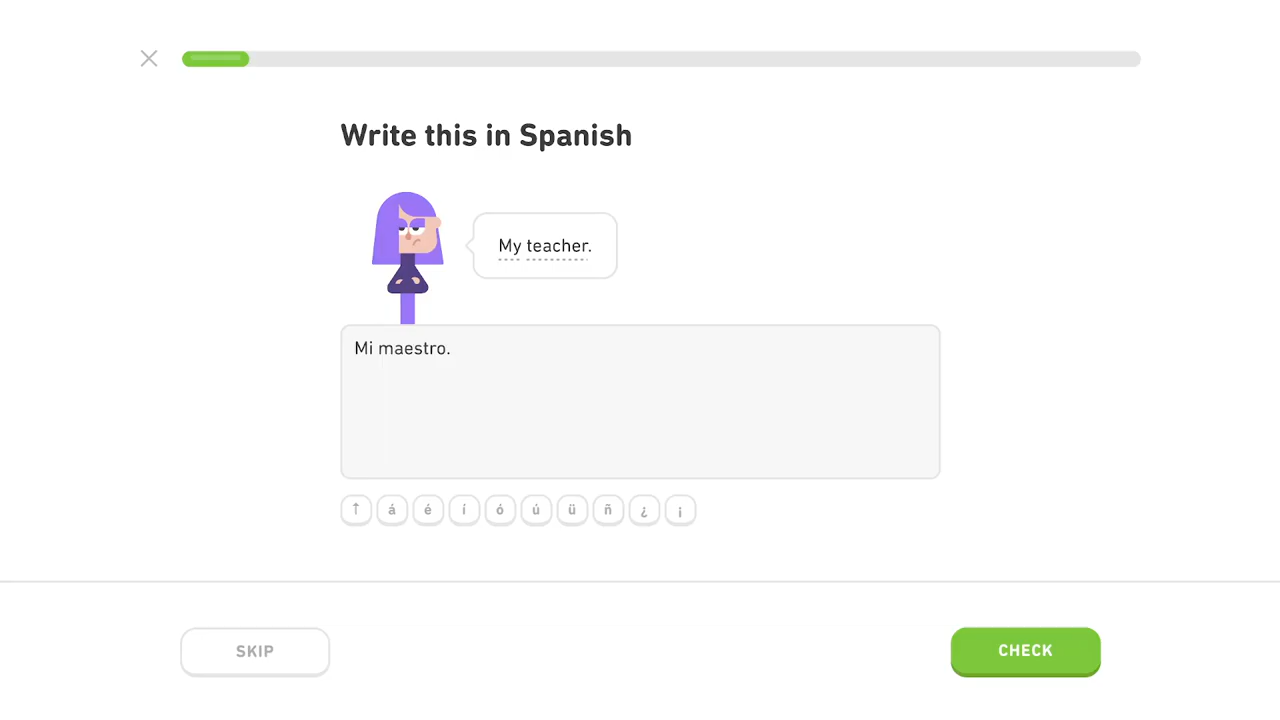 Write this in Spanish
My teacher.
Mi maestro.
↑ á é í ó ú ü ñ ¿ ¡
SKIP
CHECK